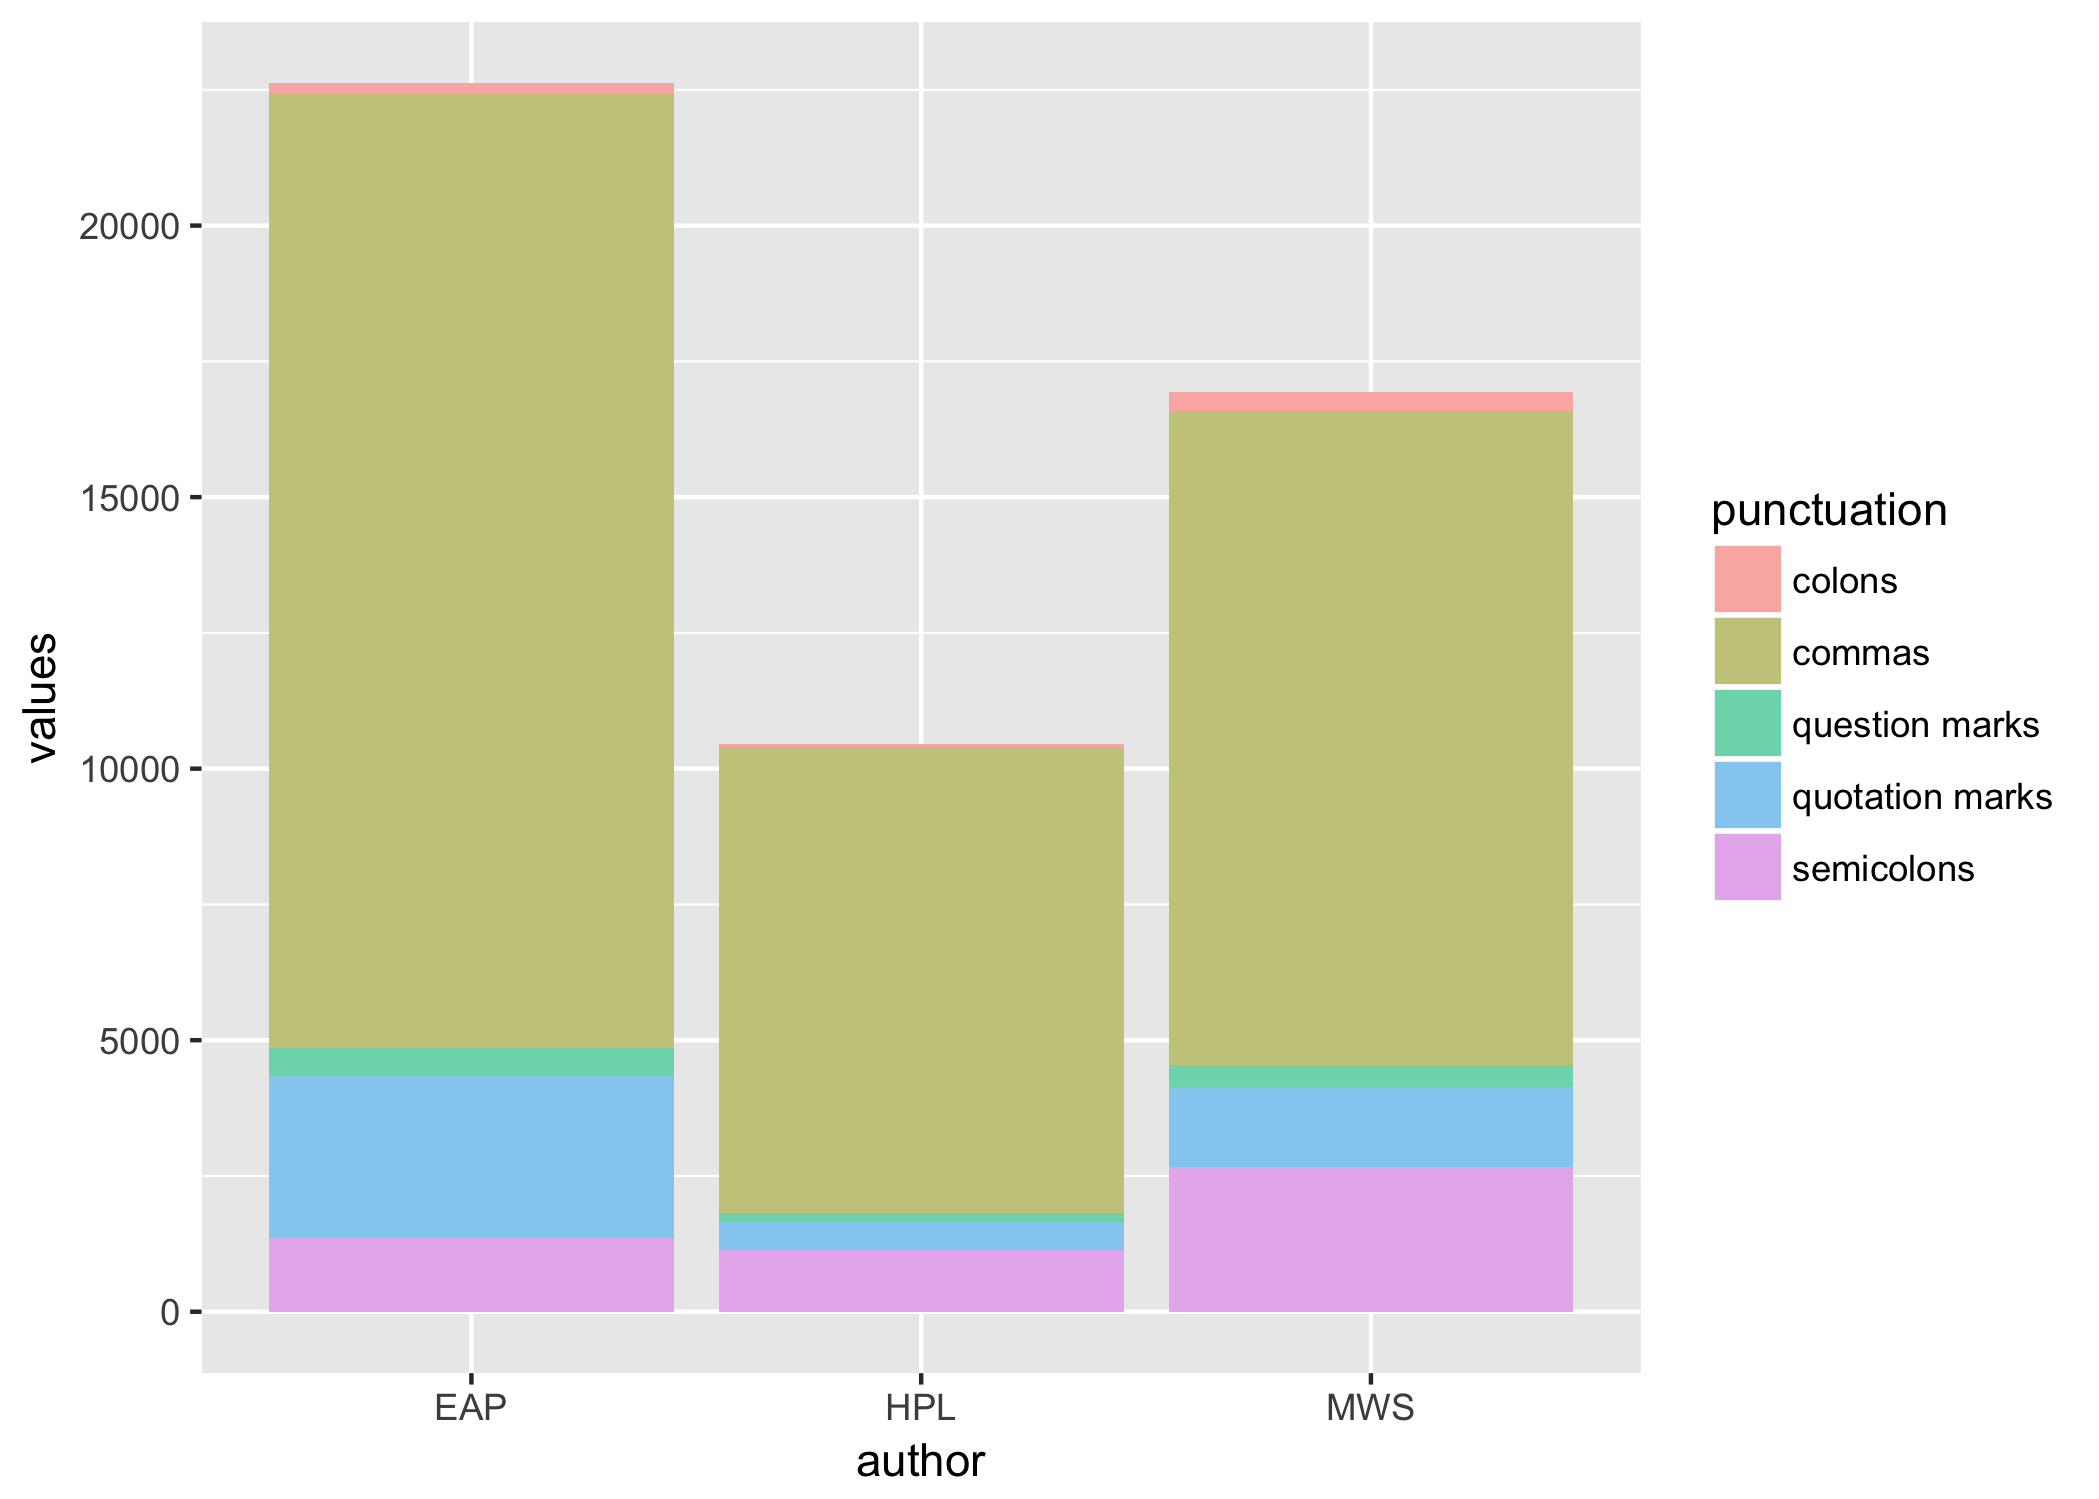 values
20000
15000
10000
5000
0
EAP HPL MWS
author
punctuation
colons
commas
question marks
quotation marks
semicolons